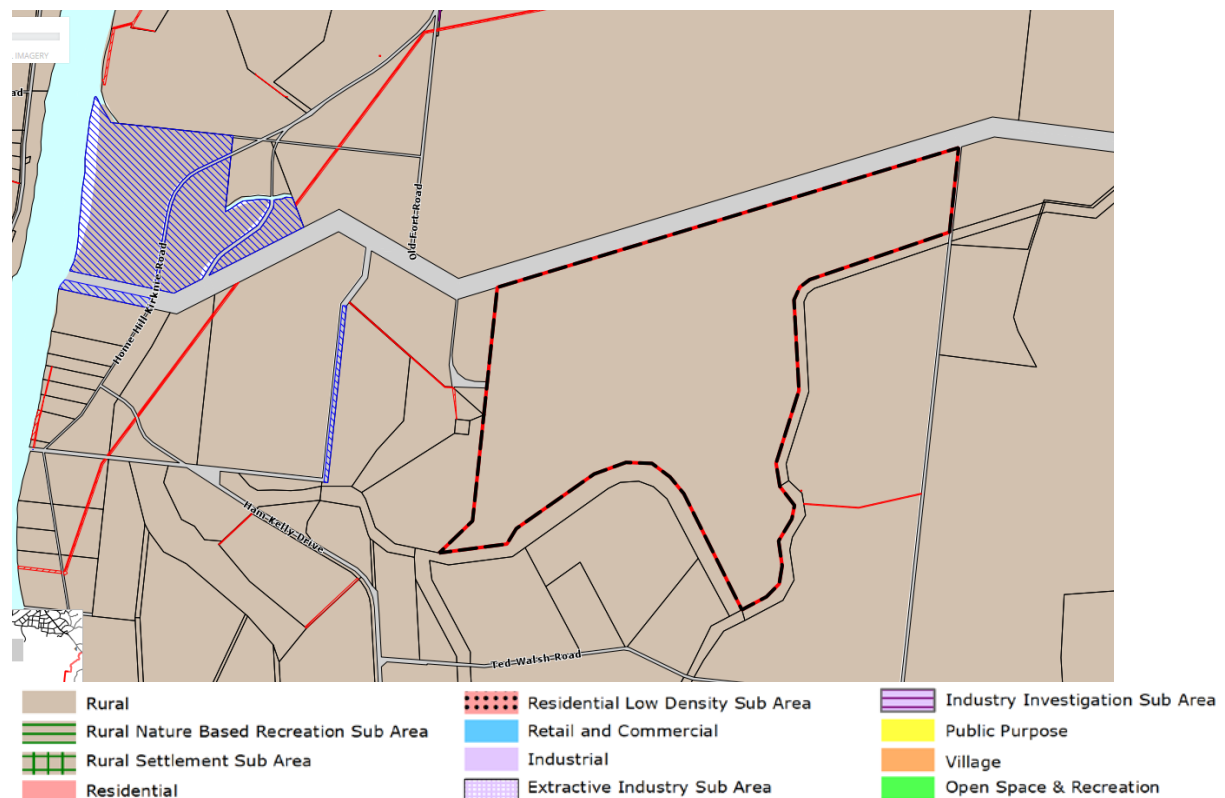 IMAGERY
ad
Old Fort Road
Home Hill Kirknie Road
Ham Kelly Drive
Ted Walsh Road
Rural
Residential Low Density Sub Area
Industry Investigation Sub Area
Rural Nature Based Recreation Sub Area
Retail and Commercial
Public Purpose
Rural Settlement Sub Area
Industrial
Village
Residential
Extractive Industry Sub Area
Open Space & Recreation